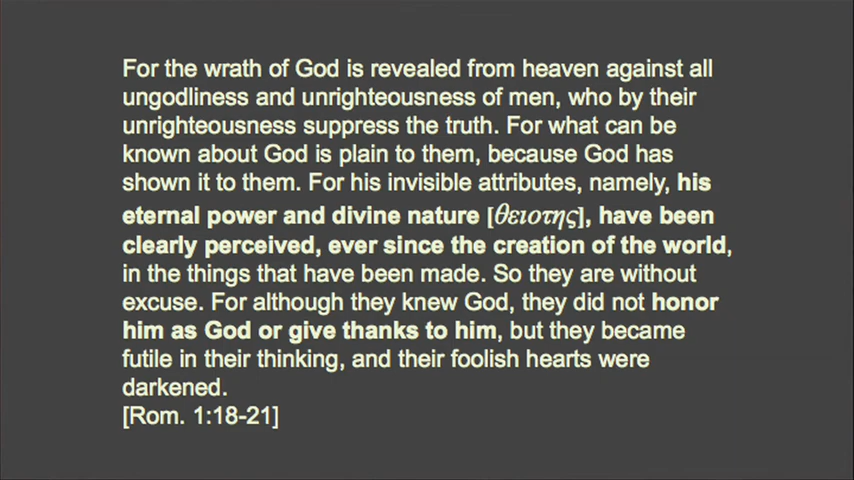 For the wrath of God is revealed from heaven against all
ungodliness and unrighteousness of men, who by their
unrighteousness suppress the truth. For what can be
known about God is plain to them, because God has
shown it to them. For his invisible attributes, namely, his
eternal power and divine nature [θειοτης], have been
clearly perceived, ever since the creation of the world,
in the things that have been made. So they are without
excuse. For although they knew God, they did not honor
him as God or give thanks to him, but they became
futile in their thinking, and their foolish hearts were
darkened.
[Rom. 1:18-21]